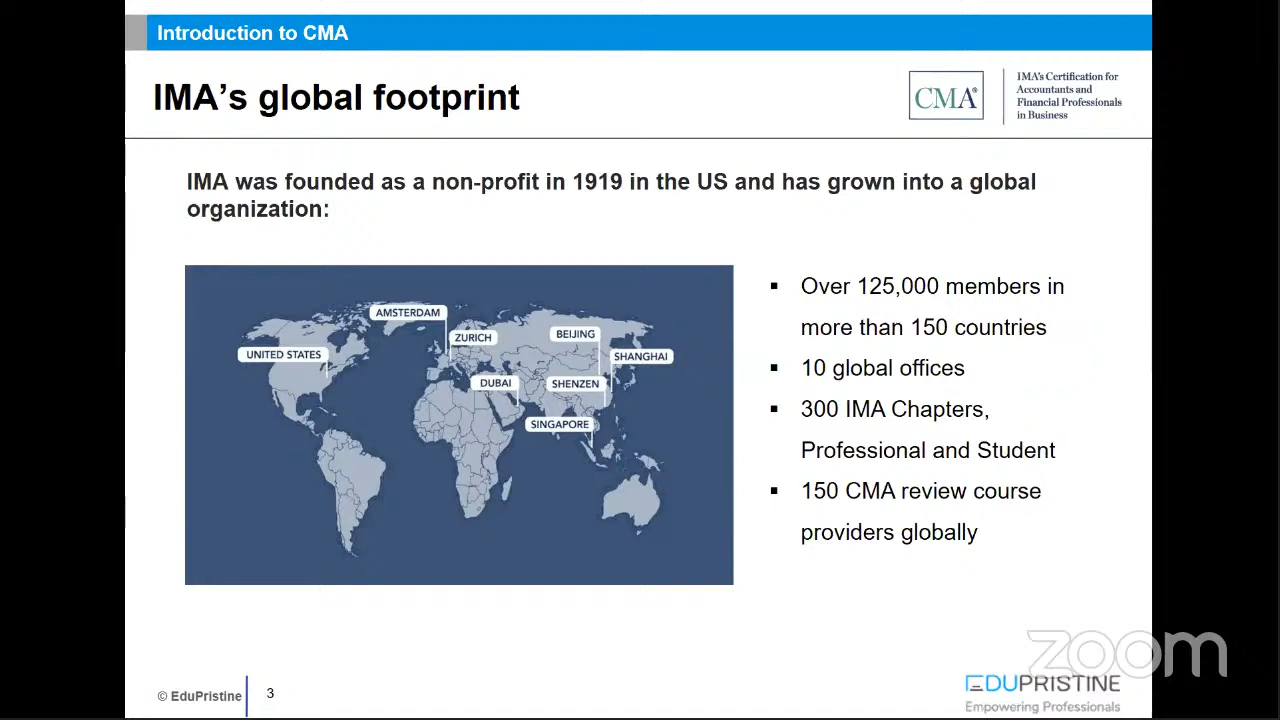 Introduction to CMA
IMA’s global footprint
CMA®
IMA's Certification for
Accountants and
Financial Professionals
in Business
IMA was founded as a non-profit in 1919 in the US and has grown into a global
organization:
AMSTERDAM
ZURICH
BEIJING
UNITED STATES
SHANGHAI
DUBAI
SHENZEN
SINGAPORE
▪ Over 125,000 members in
more than 150 countries
▪ 10 global offices
▪ 300 IMA Chapters,
Professional and Student
▪ 150 CMA review course
providers globally
zoom
© EduPristine
3
EDUPRISTINE
Empowering Professionals